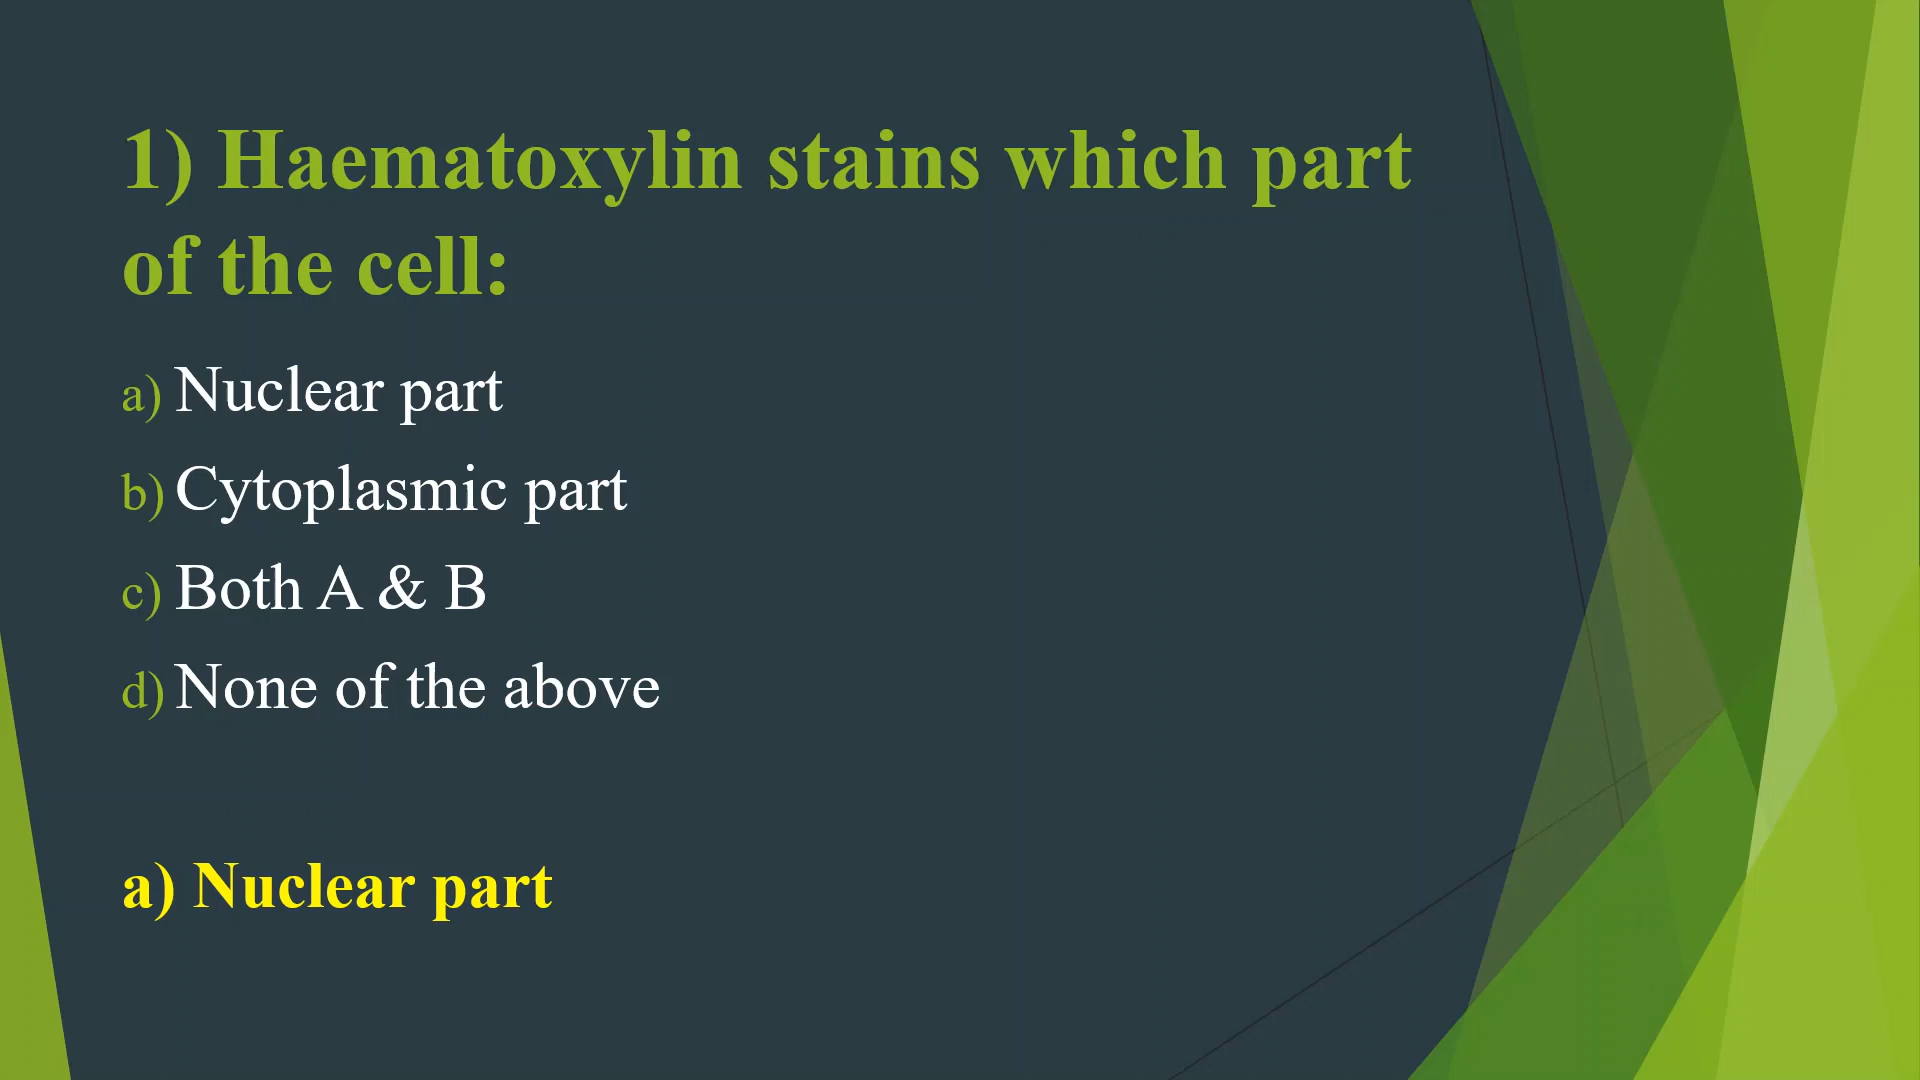 1) Haematoxylin stains which part
of the cell:
a) Nuclear part
b) Cytoplasmic part
c) Both A & B
d) None of the above
a) Nuclear part